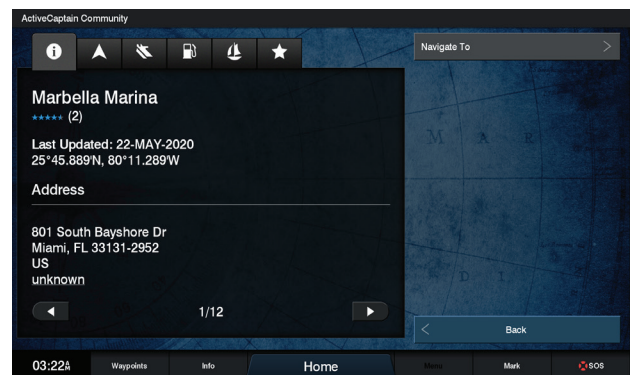 ActiveCaptain Community
Navigate To
Marbella Marina
★★★★★ (2)
Last Updated: 22-MAY-2020
25°45.889'N, 80°11.289'W
Address
801 South Bayshore Dr
Miami, FL 33131-2952
US
unknown
1/12
M A R
D I
Back
03:22
Waypoints
Info
Home
Menu
Mark
SOS